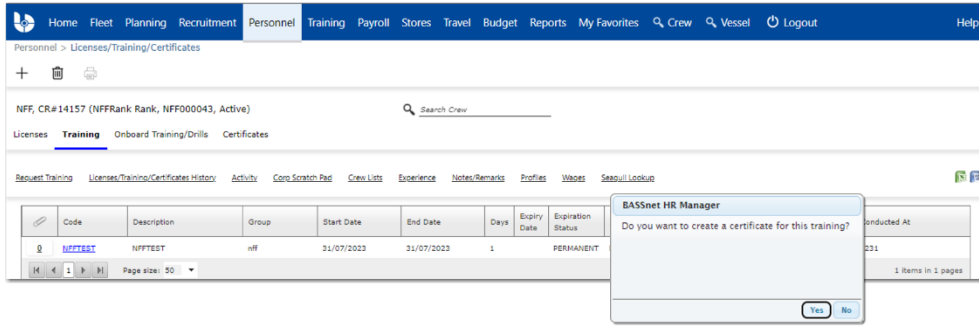 Home Fleet Planning Recruitment Personnel Training Payroll Stores Travel Budget Reports My Favorites Crew Vessel Logout Help
Personnel > Licenses/Training/Certificates
NFF, CR#14157 (NFFRank Rank, NFF000043, Active) Search Crew
Licenses Training Onboard Training/Drills Certificates
Request Training Licenses/Training/Certificates History Activity Corp Scratch Pad Crew Lists Experience Notes/Remarks Profiles Wages Seagull Lookup
BASSnet HR Manager
Do you want to create a certificate for this training?
Yes No
Code Description Group Start Date End Date Days Expiry Date Expiration Status Conducted At
0 NFFTEST NFFTEST nff 31/07/2023 31/07/2023 1 PERMANENT 231
1 Page size: 50 1 items in 1 pages